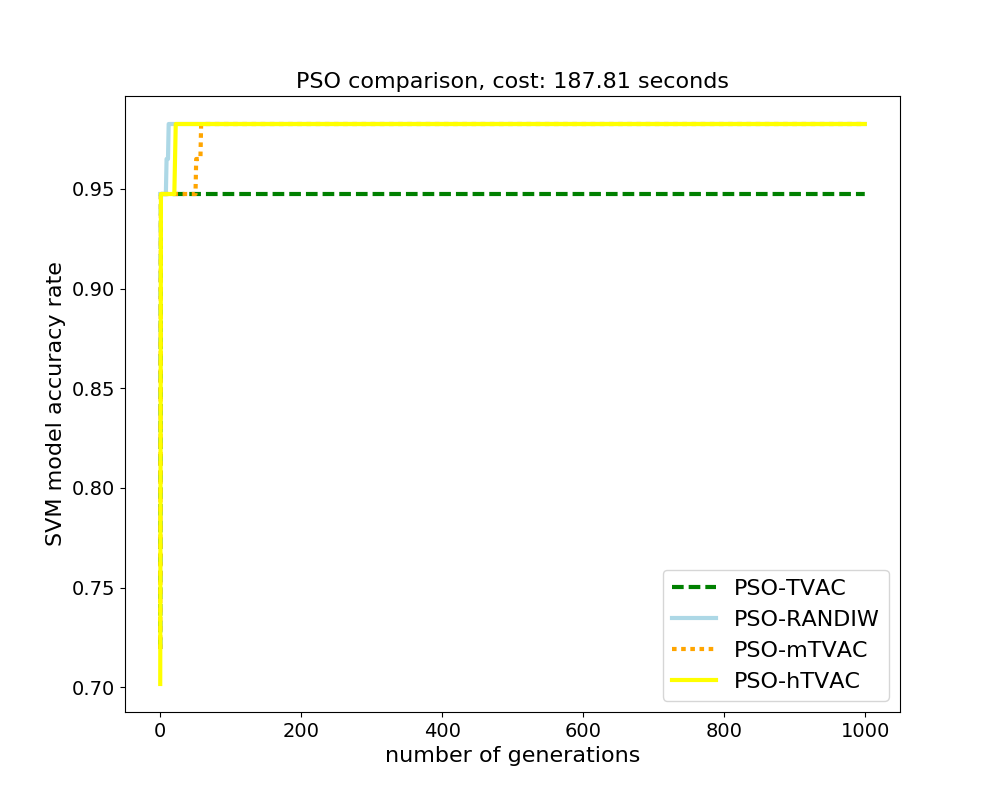 PSO comparison, cost: 187.81 seconds
SVM model accuracy rate
0.95
0.90
0.85
0.80
0.75
0.70
0 200 400 600 800 1000
number of generations
PSO-TVAC
PSO-RANDIW
PSO-mTVAC
PSO-hTVAC